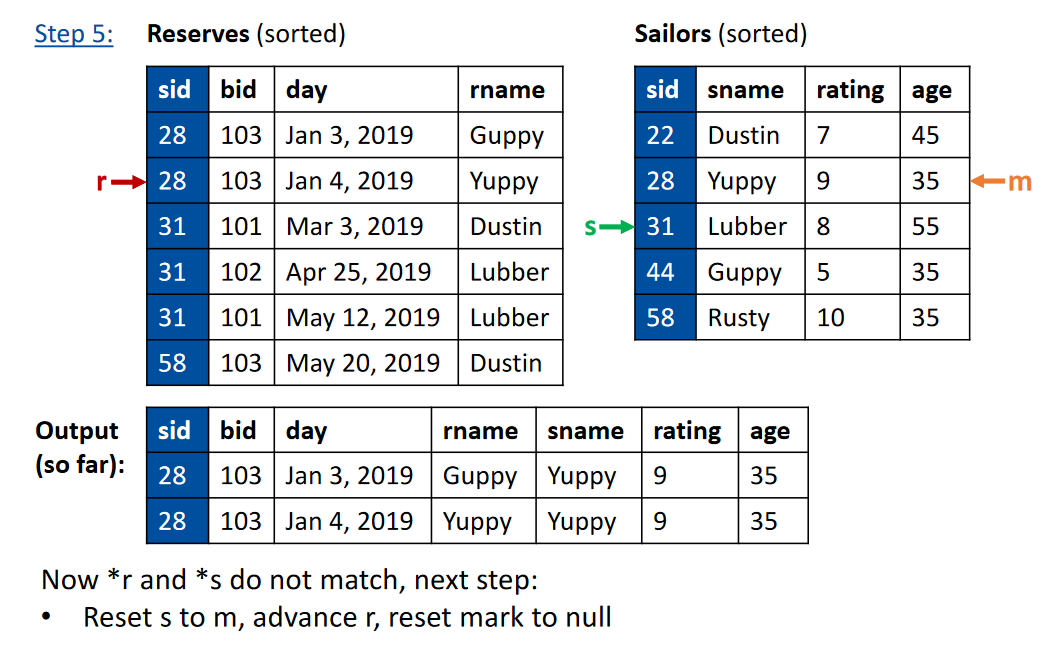 Step 5: Reserves (sorted) Sailors (sorted)
sid bid day rname sid sname rating age
28 103 Jan 3, 2019 Guppy 22 Dustin 7 45
r 28 103 Jan 4, 2019 Yuppy 28 Yuppy 9 35 m
31 101 Mar 3, 2019 Dustin s 31 Lubber 8 55
31 102 Apr 25, 2019 Lubber 44 Guppy 5 35
31 101 May 12, 2019 Lubber 58 Rusty 10 35
58 103 May 20, 2019 Dustin
Output sid bid day rname sname rating age
(so far): 28 103 Jan 3, 2019 Guppy Yuppy 9 35
28 103 Jan 4, 2019 Yuppy Yuppy 9 35
Now *r and *s do not match, next step:
• Reset s to m, advance r, reset mark to null